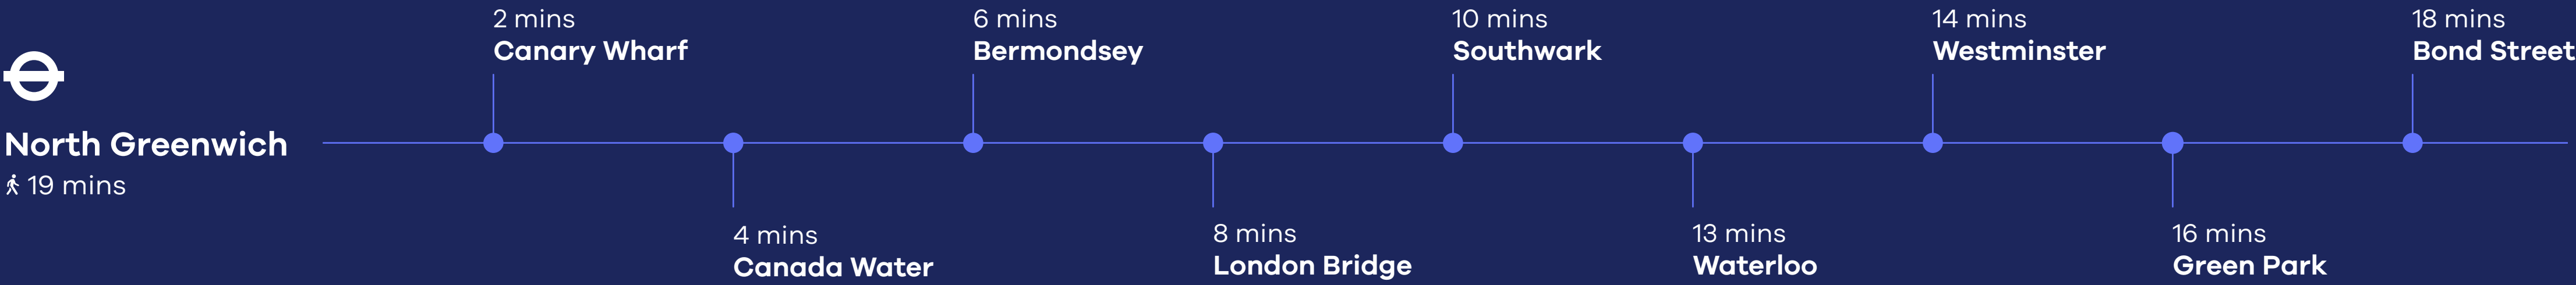 North Greenwich
19 mins
2 mins
Canary Wharf
4 mins
Canada Water
6 mins
Bermondsey
8 mins
London Bridge
10 mins
Southwark
13 mins
Waterloo
14 mins
Westminster
16 mins
Green Park
18 mins
Bond Street